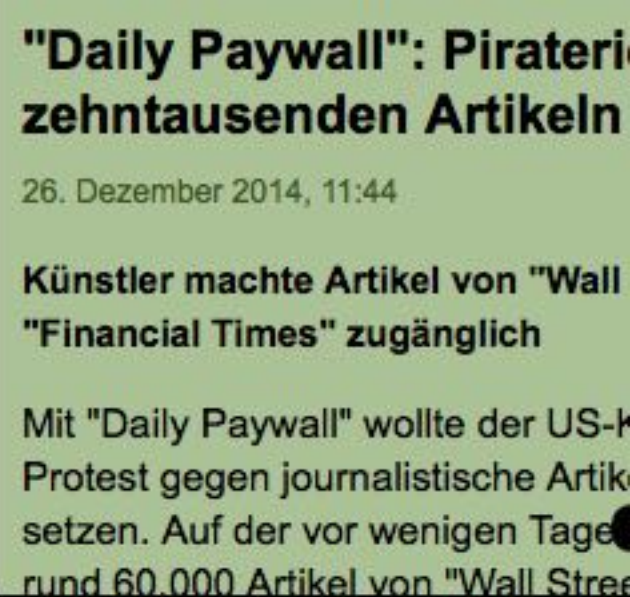 "Daily Paywall": Piraterie
zehntausenden Artikeln
26. Dezember 2014, 11:44
Künstler machte Artikel von "Wall
"Financial Times" zugänglich
Mit "Daily Paywall" wollte der US-K
Protest gegen journalistische Artik
setzen. Auf der vor wenigen Tage
rund 60.000 Artikel von "Wall Stree